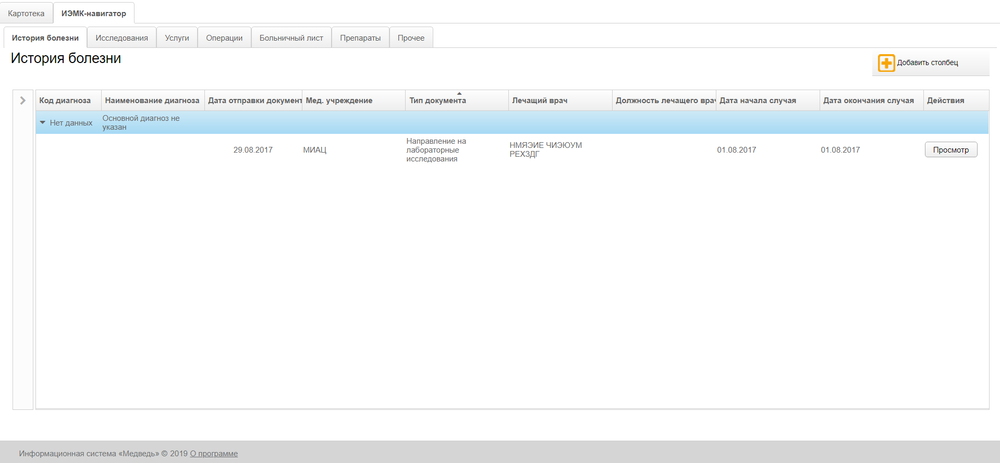 Картотека
ИЭМК-навигатор
История болезни
Исследования
Услуги
Операции
Больничный лист
Препараты
Прочее
История болезни
Добавить столбец
Код диагноза
Наименование диагноза
Дата отправки документ
Мед. учреждение
Тип документа
Лечащий врач
Должность лечащего врач
Дата начала случая
Дата окончания случая
Действия
Нет данных
Основной диагноз не
указан
29.08.2017
МИАЦ
Направление на
лабораторные
исследования
НМЯЭИЕ ЧИЭЮУМ
РЕХЗДГ
01.08.2017
01.08.2017
Просмотр
Информационная система «Медведь» © 2019 О программе